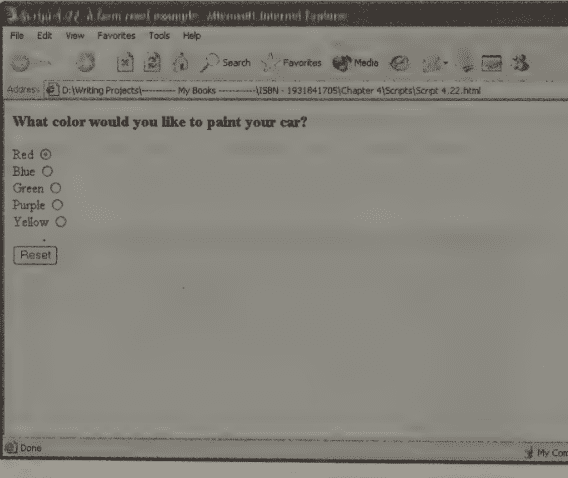 Script 4.22 A form reset example - Microsoft Internet Explorer
File Edit View Favorites Tools Help
Search Favorites Media
Address D:\Writing Projects\---------- My Books ----------\ISBN - 1931841705\Chapter 4\Scripts\Script 4.22.html
What color would you like to paint your car?
Red
Blue
Green
Purple
Yellow
Reset
Done My Com